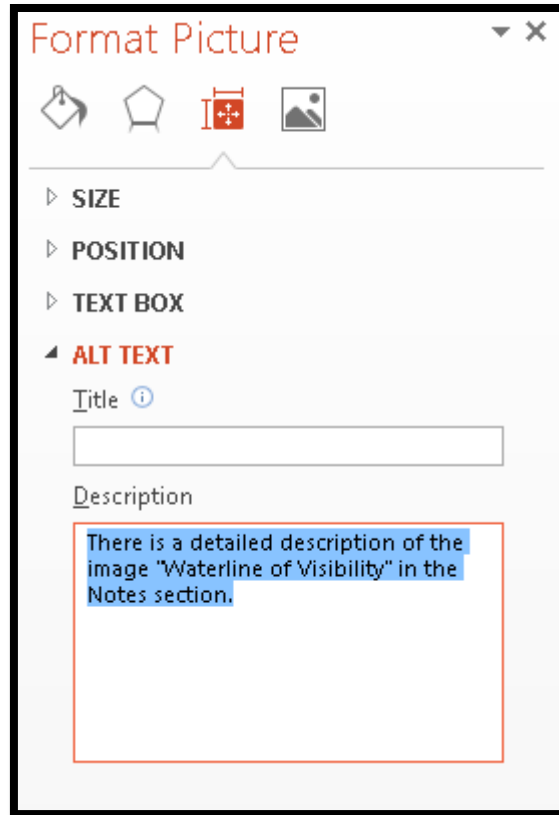 Format Picture
SIZE
POSITION
TEXT BOX
ALT TEXT
Title
Description
There is a detailed description of the
image "Waterline of Visibility" in the
Notes section.